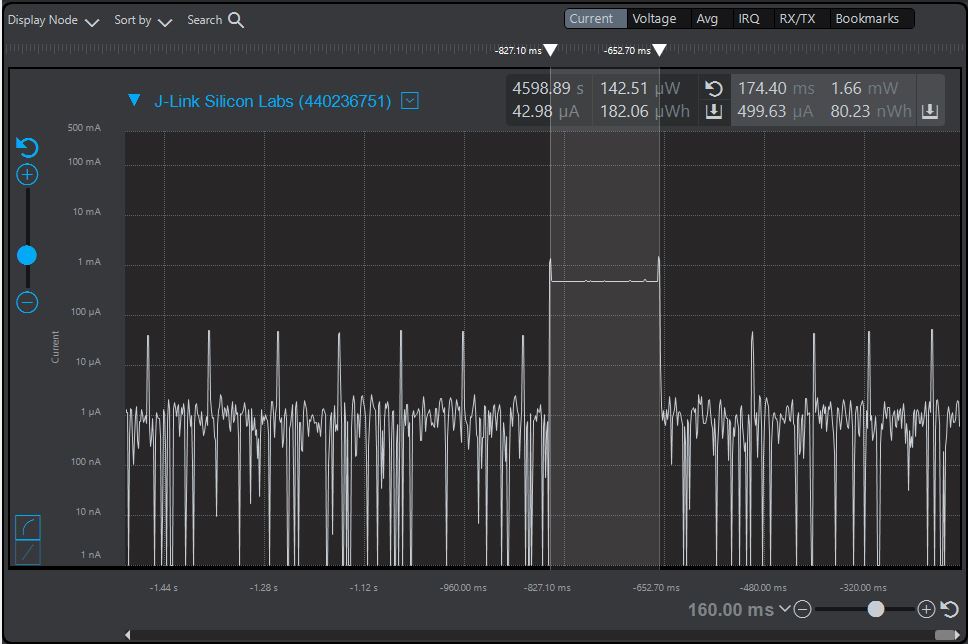 Display Node Sort by Search Current Voltage Avg IRQ RX/TX Bookmarks
-827.10 ms -652.70 ms
J-Link Silicon Labs (440236751)
4598.89 s 142.51 µW 174.40 ms 1.66 mW
42.98 µA 182.06 µWh 499.63 µA 80.23 nWh
500 mA
100 mA
10 mA
1 mA
100 µA
10 µA
1 µA
100 nA
10 nA
1 nA
Current
-1.44 s -1.28 s -1.12 s -960.00 ms -827.10 ms -652.70 ms -480.00 ms -320.00 ms
160.00 ms